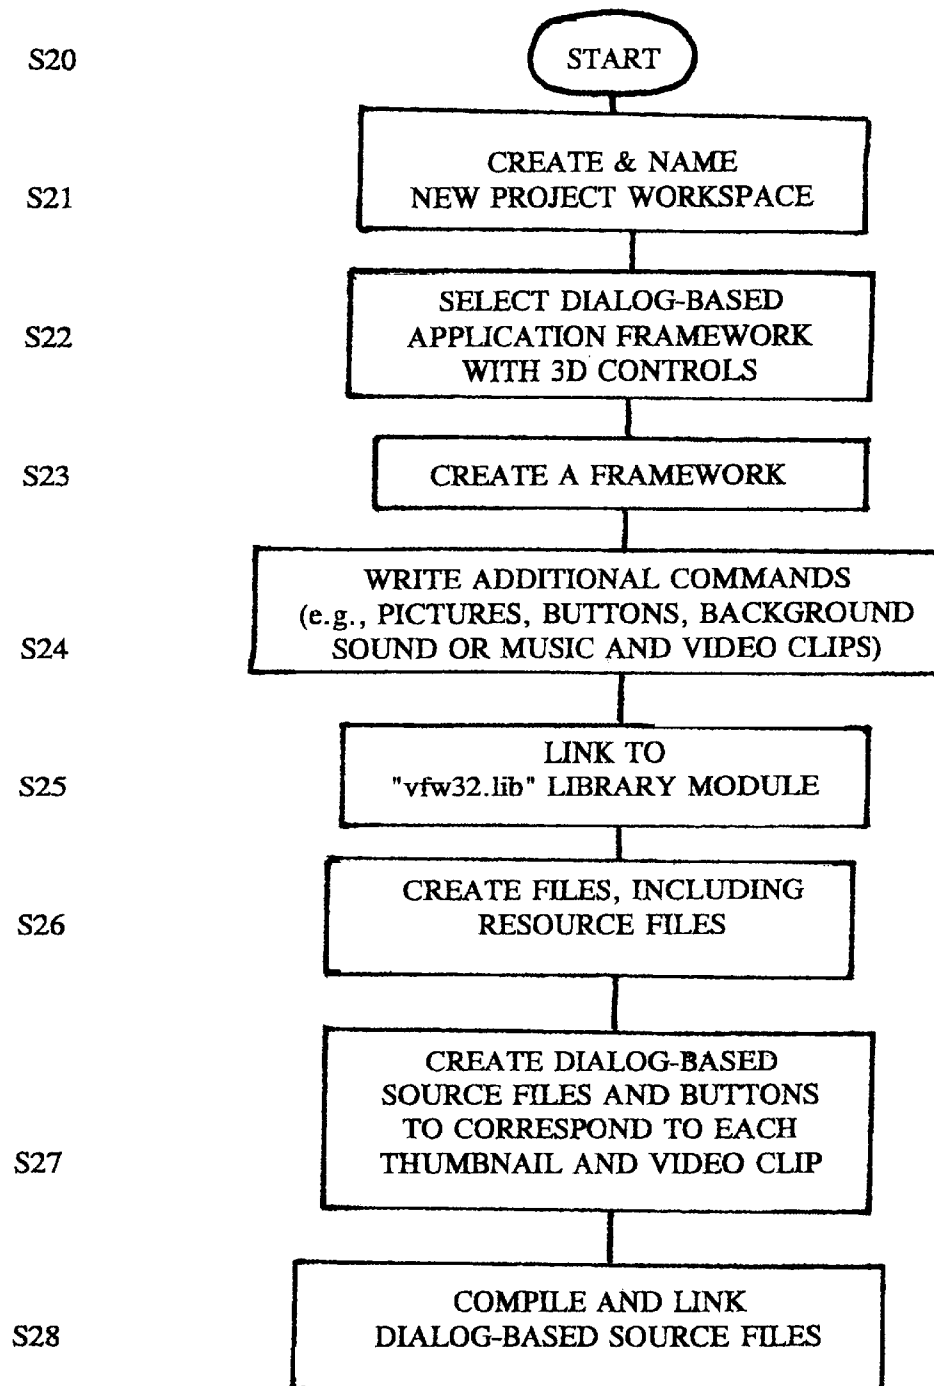 S20
START
S21
CREATE & NAME
NEW PROJECT WORKSPACE
S22
SELECT DIALOG-BASED
APPLICATION FRAMEWORK
WITH 3D CONTROLS
S23
CREATE A FRAMEWORK
S24
WRITE ADDITIONAL COMMANDS
(e.g., PICTURES, BUTTONS, BACKGROUND
SOUND OR MUSIC AND VIDEO CLIPS)
S25
LINK TO
"vfw32.lib" LIBRARY MODULE
S26
CREATE FILES, INCLUDING
RESOURCE FILES
S27
CREATE DIALOG-BASED
SOURCE FILES AND BUTTONS
TO CORRESPOND TO EACH
THUMBNAIL AND VIDEO CLIP
S28
COMPILE AND LINK
DIALOG-BASED SOURCE FILES